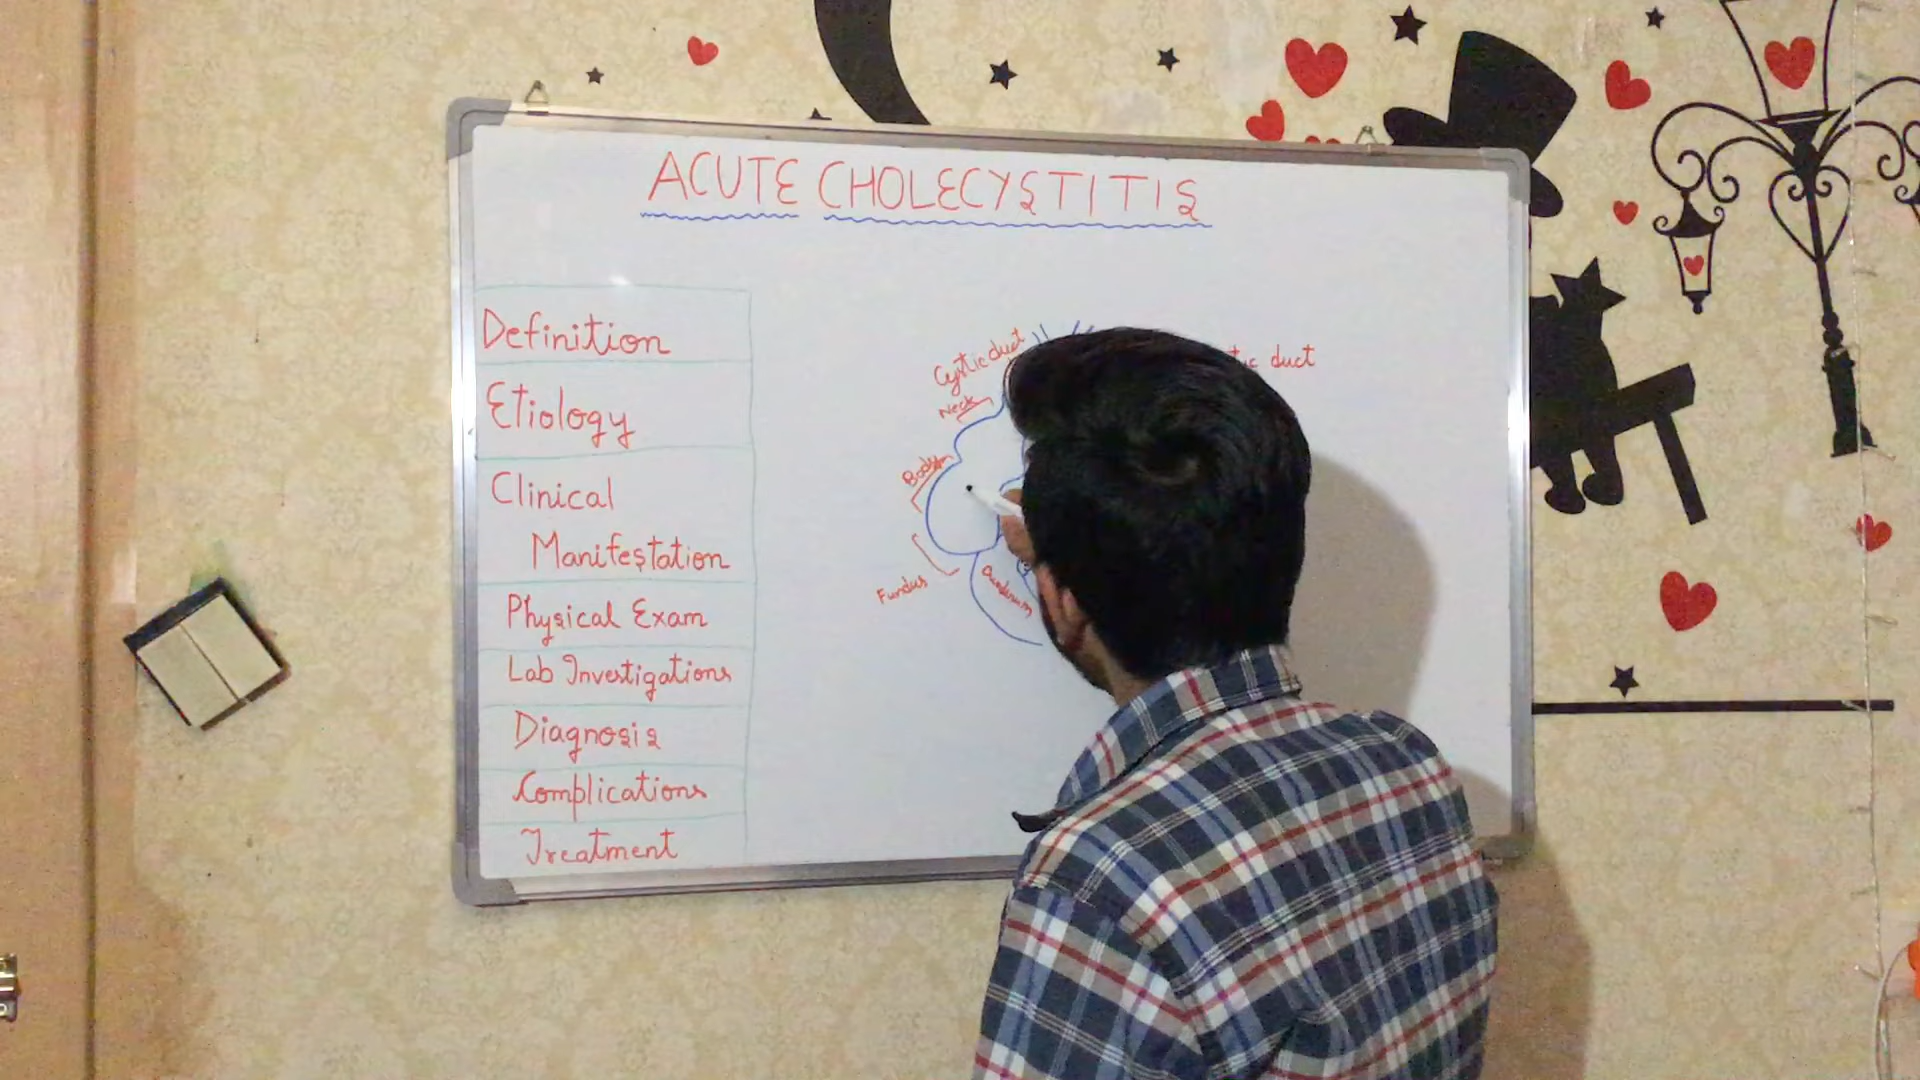 ACUTE CHOLECYSTITIS
Definition
Etiology
Clinical
Manifestation
Physical Exam
Lab Investigations
Diagnosis
Complications
Treatment
Cystic duct
Neck
Body
Fundus
duct